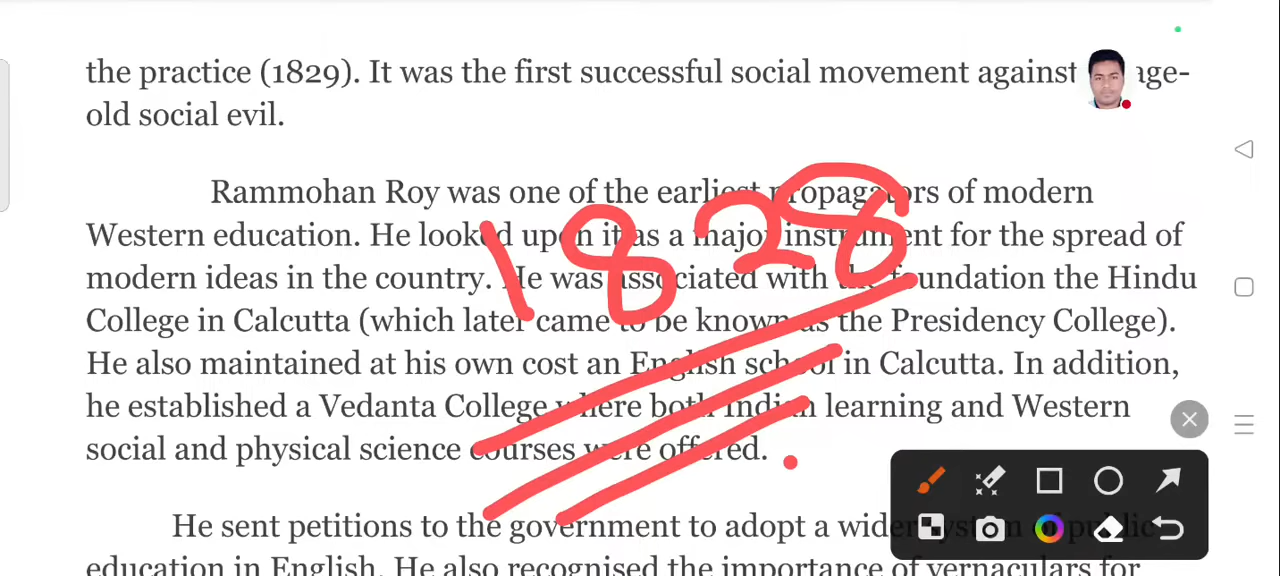 the practice (1829). It was the first successful social movement against age-
old social evil.
Rammohan Roy was one of the earliest propagators of modern
Western education. He looked upon it as a major instrument for the spread of
modern ideas in the country. He was associated with the foundation the Hindu
College in Calcutta (which later came to be known as the Presidency College).
He also maintained at his own cost an English school in Calcutta. In addition,
he established a Vedanta College where both Indian learning and Western
social and physical science courses were offered.
1828
He sent petitions to the government to adopt a wider system of public
education in English. He also recognised the importance of vernaculars for